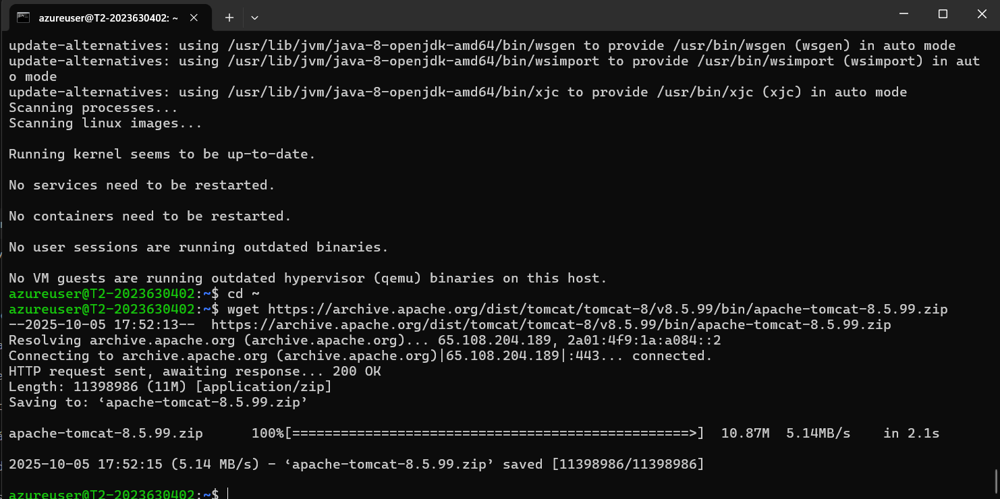 azureuser@T2-2023630402: ~
update-alternatives: using /usr/lib/jvm/java-8-openjdk-amd64/bin/wsgen to provide /usr/bin/wsgen (wsgen) in auto mode
update-alternatives: using /usr/lib/jvm/java-8-openjdk-amd64/bin/wsimport to provide /usr/bin/wsimport (wsimport) in aut
o mode
update-alternatives: using /usr/lib/jvm/java-8-openjdk-amd64/bin/xjc to provide /usr/bin/xjc (xjc) in auto mode
Scanning processes...
Scanning linux images...
Running kernel seems to be up-to-date.
No services need to be restarted.
No containers need to be restarted.
No user sessions are running outdated binaries.
No VM guests are running outdated hypervisor (qemu) binaries on this host.
azureuser@T2-2023630402:~$ cd ~
azureuser@T2-2023630402:~$ wget https://archive.apache.org/dist/tomcat/tomcat-8/v8.5.99/bin/apache-tomcat-8.5.99.zip
--2025-10-05 17:52:13--  https://archive.apache.org/dist/tomcat/tomcat-8/v8.5.99/bin/apache-tomcat-8.5.99.zip
Resolving archive.apache.org (archive.apache.org)... 65.108.204.189, 2a01:4f9:1a:a084::2
Connecting to archive.apache.org (archive.apache.org)|65.108.204.189|:443... connected.
HTTP request sent, awaiting response... 200 OK
Length: 11398986 (11M) [application/zip]
Saving to: ‘apache-tomcat-8.5.99.zip’
apache-tomcat-8.5.99.zip      100%[=================================================>]  10.87M  5.14MB/s    in 2.1s
2025-10-05 17:52:15 (5.14 MB/s) - ‘apache-tomcat-8.5.99.zip’ saved [11398986/11398986]
azureuser@T2-2023630402:~$